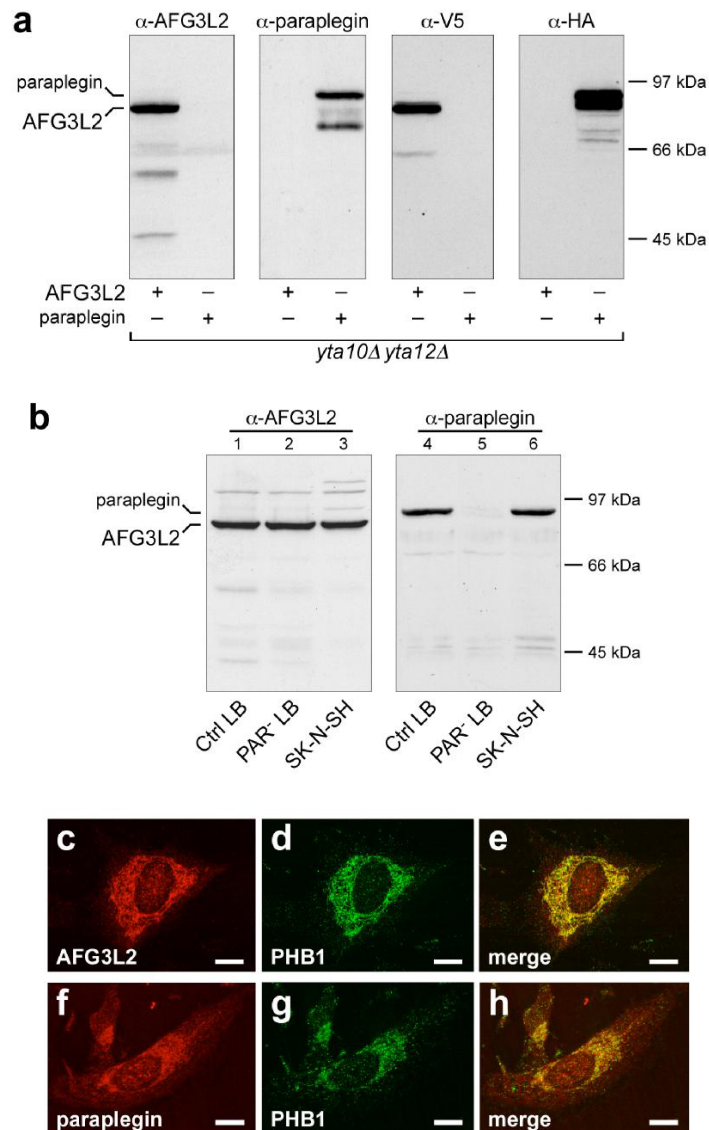 a
α-AFG3L2 α-paraplegin α-V5 α-HA
paraplegin
AFG3L2
97 kDa
66 kDa
45 kDa
AFG3L2 + – + – + – + –
paraplegin – + – + – + – +
yta10Δ yta12Δ
b
α-AFG3L2 α-paraplegin
1 2 3 4 5 6
paraplegin
AFG3L2
97 kDa
66 kDa
45 kDa
Ctrl LB PAR⁻ LB SK-N-SH Ctrl LB PAR⁻ LB SK-N-SH
c d e
AFG3L2 PHB1 merge
f g h
paraplegin PHB1 merge